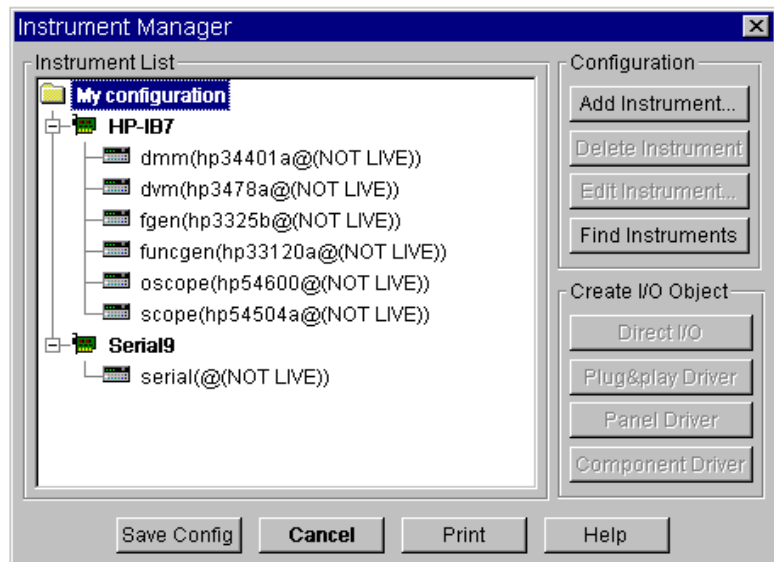 Instrument Manager
Instrument List
My configuration
HP-IB7
dmm(hp34401a@(NOT LIVE))
dvm(hp3478a@(NOT LIVE))
fgen(hp3325b@(NOT LIVE))
funcgen(hp33120a@(NOT LIVE))
oscope(hp54600@(NOT LIVE))
scope(hp54504a@(NOT LIVE))
Serial9
serial(@(NOT LIVE))
Configuration
Add Instrument...
Delete Instrument
Edit Instrument...
Find Instruments
Create I/O Object
Direct I/O
Plug&play Driver
Panel Driver
Component Driver
Save Config
Cancel
Print
Help